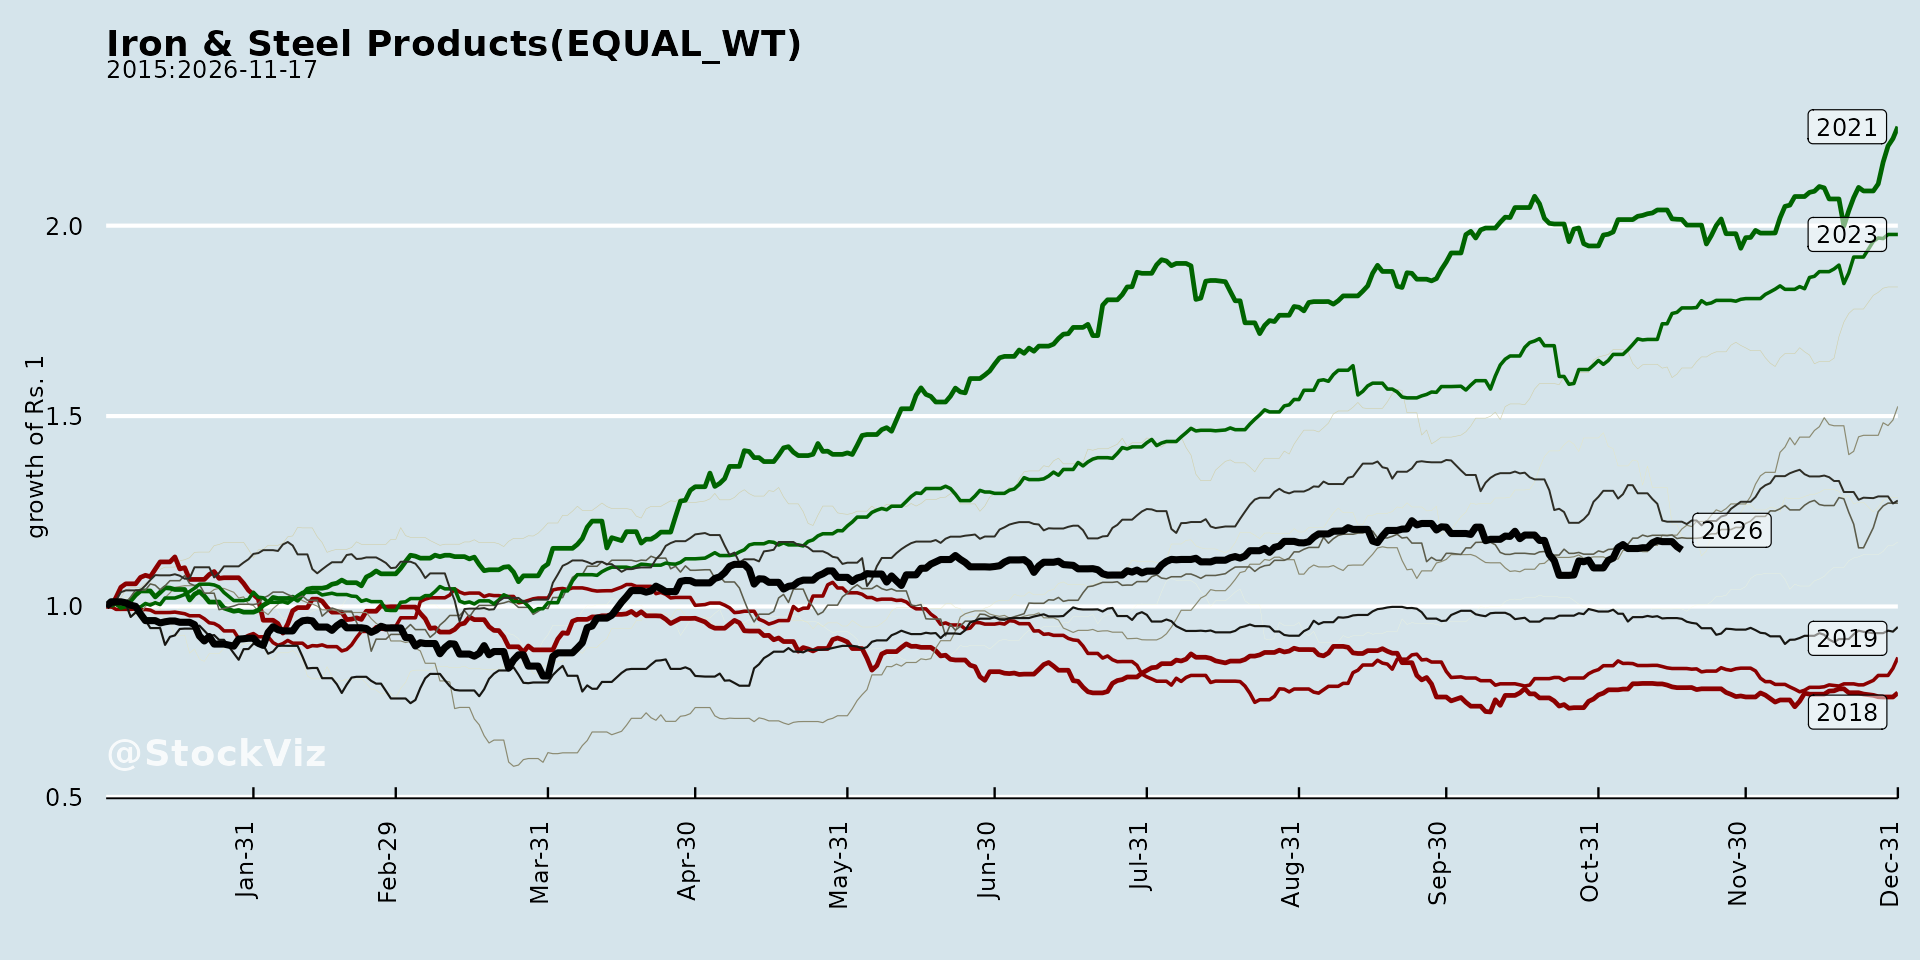 Iron & Steel Products(EQUAL_WT)
2015:2026-11-17
growth of Rs. 1
2.0
1.5
1.0
0.5
2021
2023
2026
2019
2018
@StockViz
Jan-31
Feb-29
Mar-31
Apr-30
May-31
Jun-30
Jul-31
Aug-31
Sep-30
Oct-31
Nov-30
Dec-31